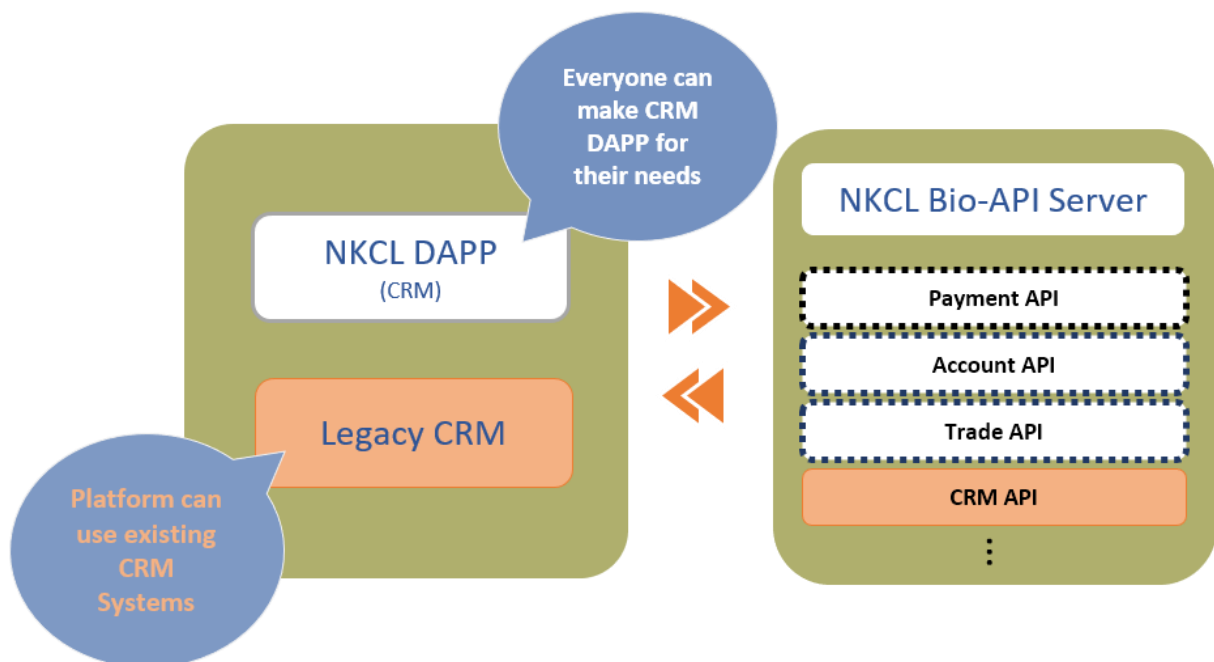 Everyone can
make CRM
DAPP for
their needs
NKCL DAPP
(CRM)
Legacy CRM
Platform can
use existing
CRM
Systems
NKCL Bio-API Server
Payment API
Account API
Trade API
CRM API
⋮